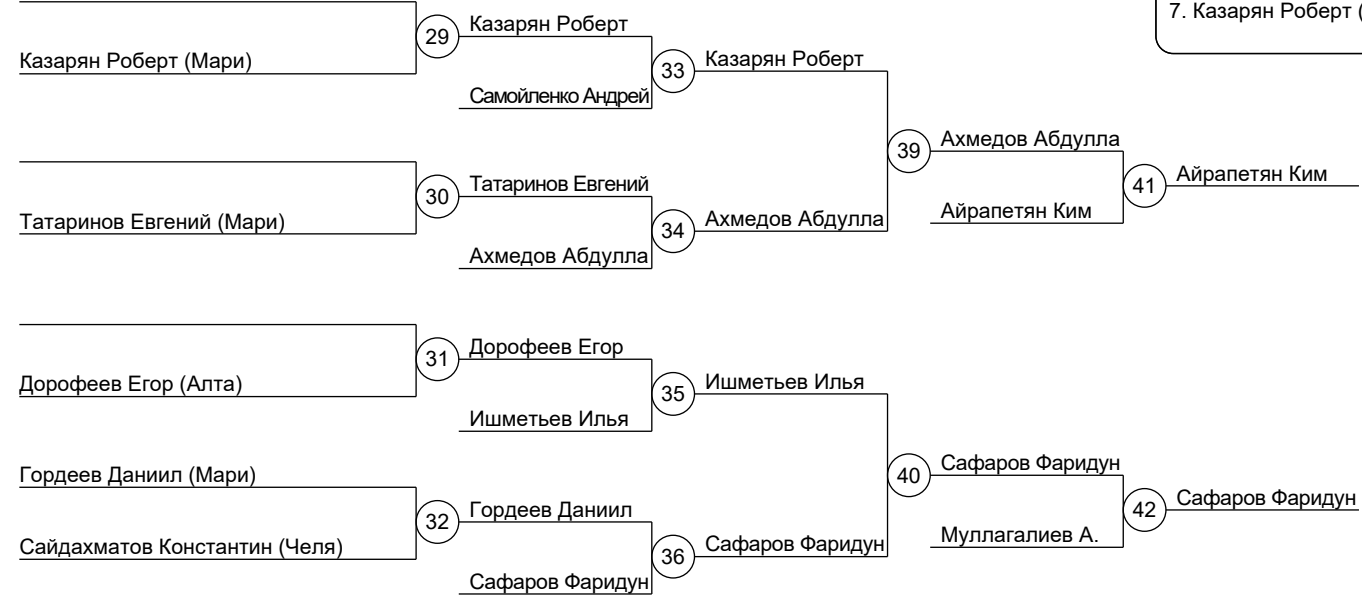 7. Казарян Роберт (
29
Казарян Роберт
Казарян Роберт (Мари)
33
Казарян Роберт
Самойленко Андрей
39
Ахмедов Абдулла
41
Айрапетян Ким
30
Татаринов Евгений
Татаринов Евгений (Мари)
34
Ахмедов Абдулла
Айрапетян Ким
Ахмедов Абдулла
31
Дорофеев Егор
Дорофеев Егор (Алта)
35
Ишметьев Илья
Ишметьев Илья
40
Сафаров Фаридун
42
Сафаров Фаридун
Гордеев Даниил (Мари)
32
Гордеев Даниил
Сайдахматов Константин (Челя)
36
Сафаров Фаридун
Муллагалиев А.
Сафаров Фаридун